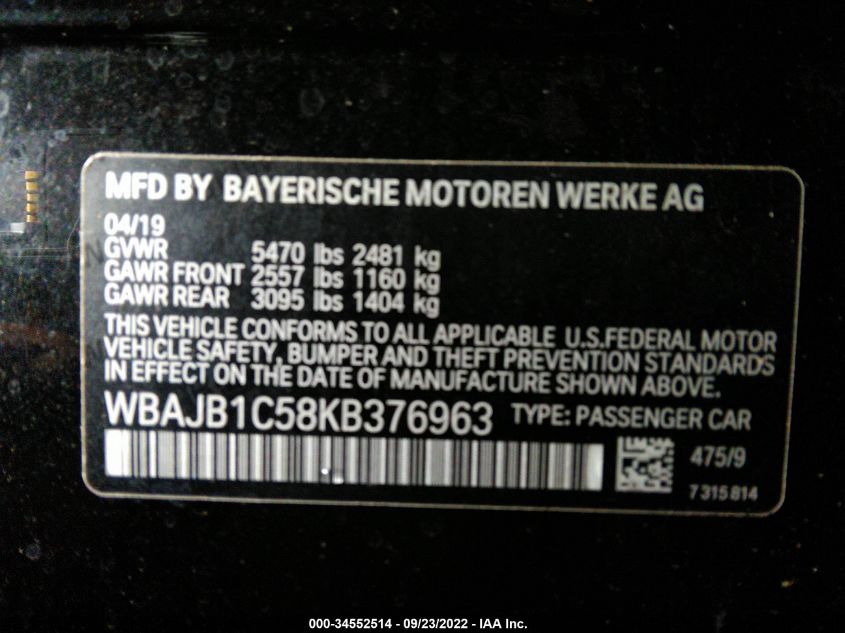 MFD BY BAYERISCHE MOTOREN WERKE AG
04/19
GVWR 5470 lbs 2481 kg
GAWR FRONT 2557 lbs 1160 kg
GAWR REAR 3095 lbs 1404 kg
THIS VEHICLE CONFORMS TO ALL APPLICABLE U.S.FEDERAL MOTOR
VEHICLE SAFETY, BUMPER AND THEFT PREVENTION STANDARDS
IN EFFECT ON THE DATE OF MANUFACTURE SHOWN ABOVE.
WBAJB1C58KB376963 TYPE: PASSENGER CAR
475/9
7315814
000-34552514 - 09/23/2022 - IAA Inc.